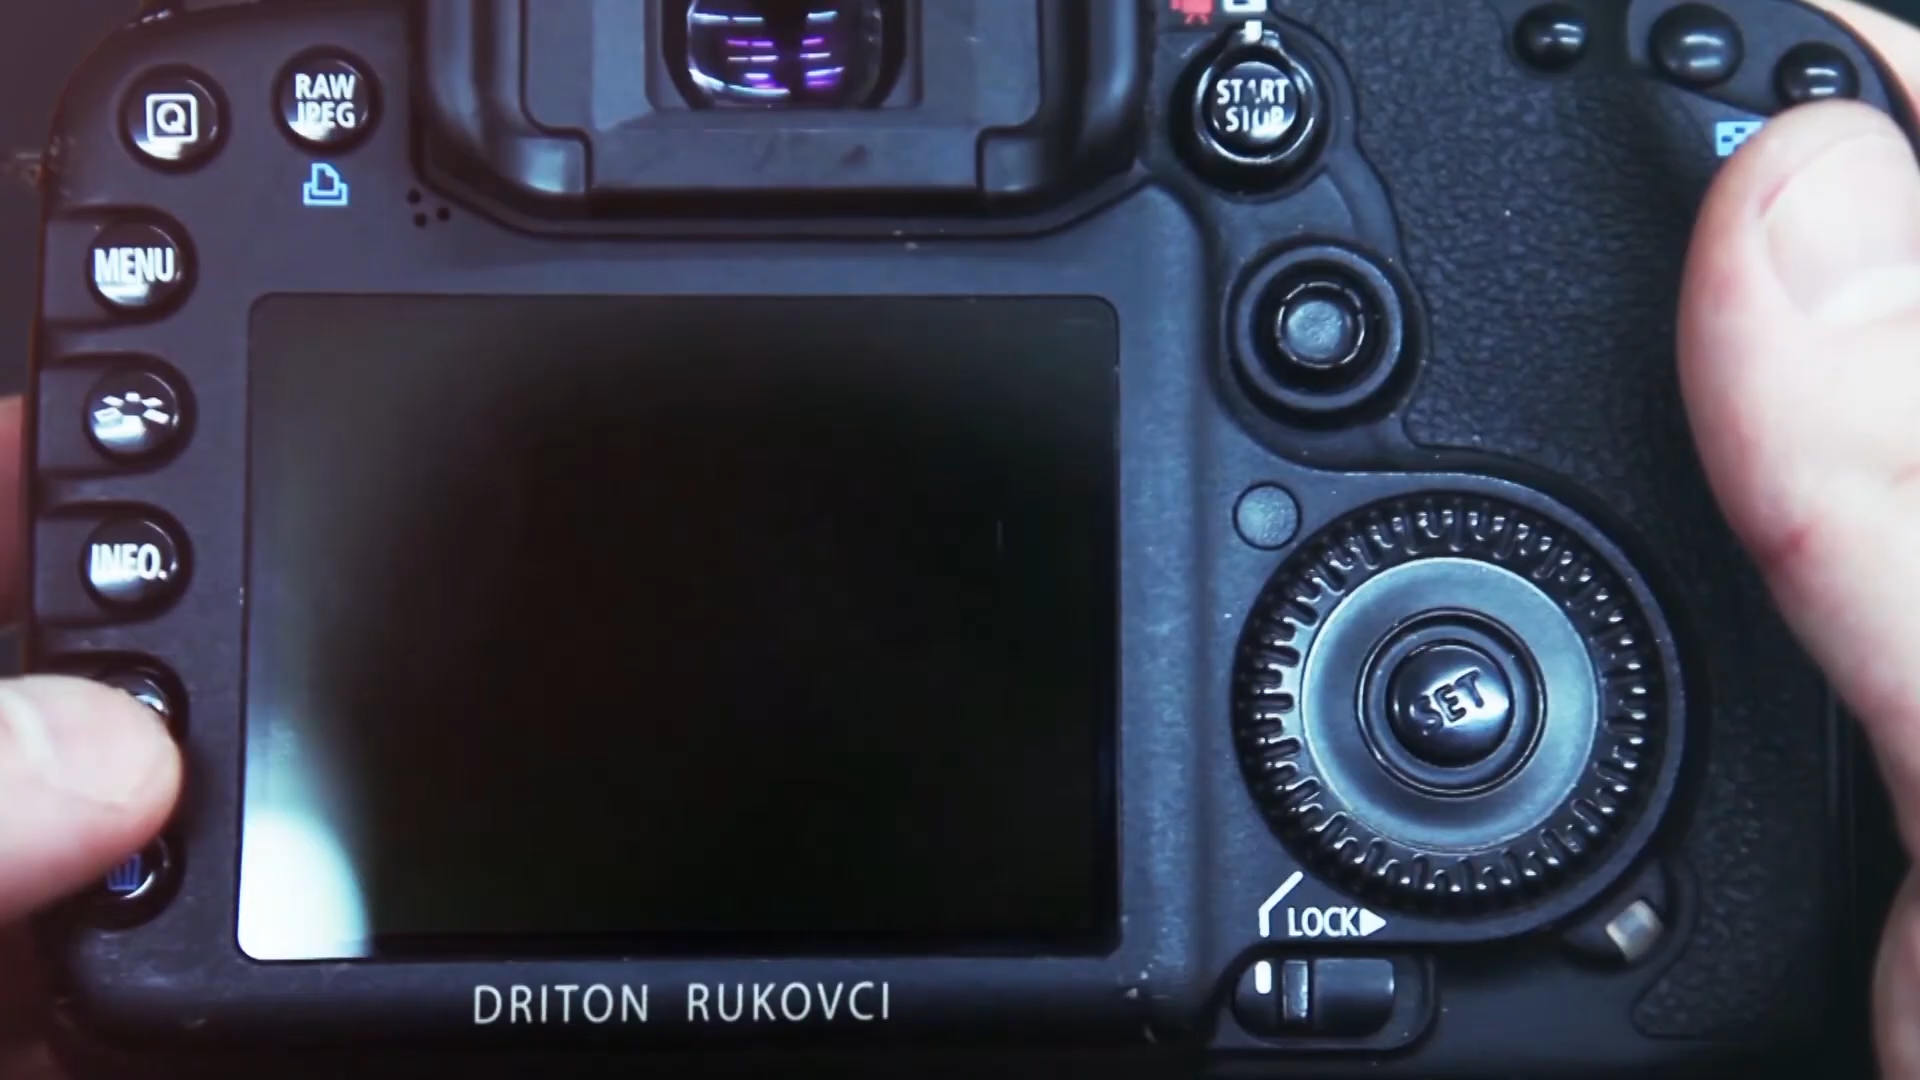 Q
RAW
JPEG
START
STOP
MENU
INFO.
SET
LOCK
DRITON RUKOVCI